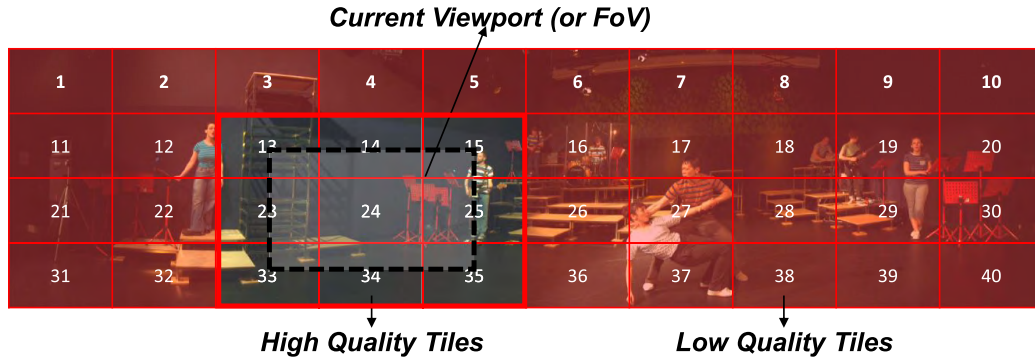 Current Viewport (or FoV)
1 2 3 4 5 6 7 8 9 10
11 12 13 14 15 16 17 18 19 20
21 22 23 24 25 26 27 28 29 30
31 32 33 34 35 36 37 38 39 40
High Quality Tiles Low Quality Tiles